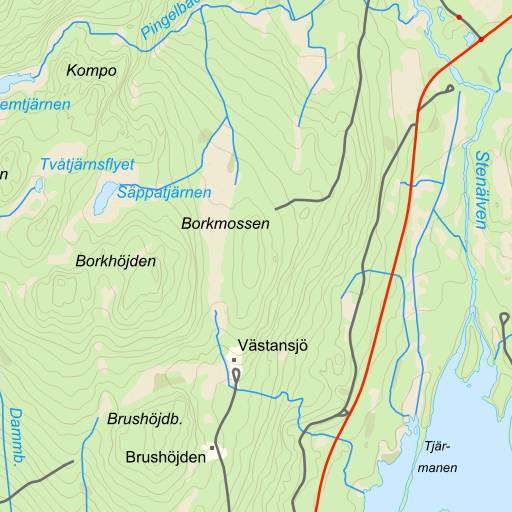 Pingelba
Kompo
emtjärnen
Tvåtjärnsflyet
n
Säppatjärnen
Stenälven
Borkmossen
Borkhöjden
Västansjö
Brushöjdb.
Dammb.
Brushöjden
Tjär-
manen